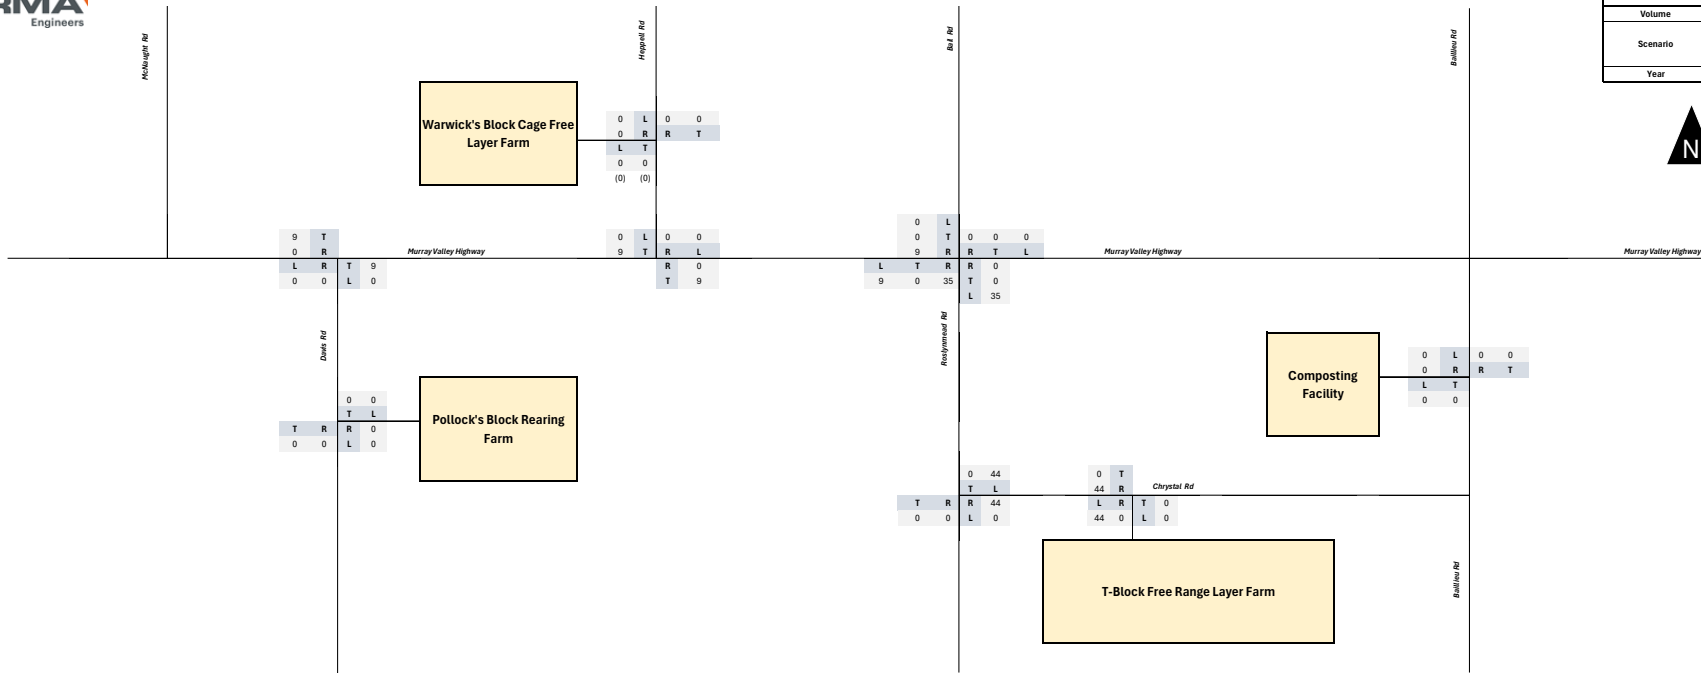 Engineers
Volume
Scenario
Year
N
McNaught Rd
Heppell Rd
Ball Rd
Baillieu Rd
Warwick's Block Cage Free
Layer Farm
0 L 0 0
0 R R T
L T
0 0
(0) (0)
9 T
0 R
L R T 9
0 0 L 0
Murray Valley Highway
0 L 0 0
9 T R L
R 0
T 9
0 L
0 T 0 0 0
9 R R T L
L T R R 0
9 0 35 T 0
L 35
Murray Valley Highway
Murray Valley Highway
Davis Rd
Roslynmead Rd
Composting
Facility
0 L 0 0
0 R R T
L T
0 0
0 0
T L
T R R 0
0 0 L 0
Pollock's Block Rearing
Farm
0 44
T L
T R R 44
0 0 L 0
0 T
44 R
L R T 0
44 0 L 0
Chrystal Rd
T-Block Free Range Layer Farm
Baillieu Rd